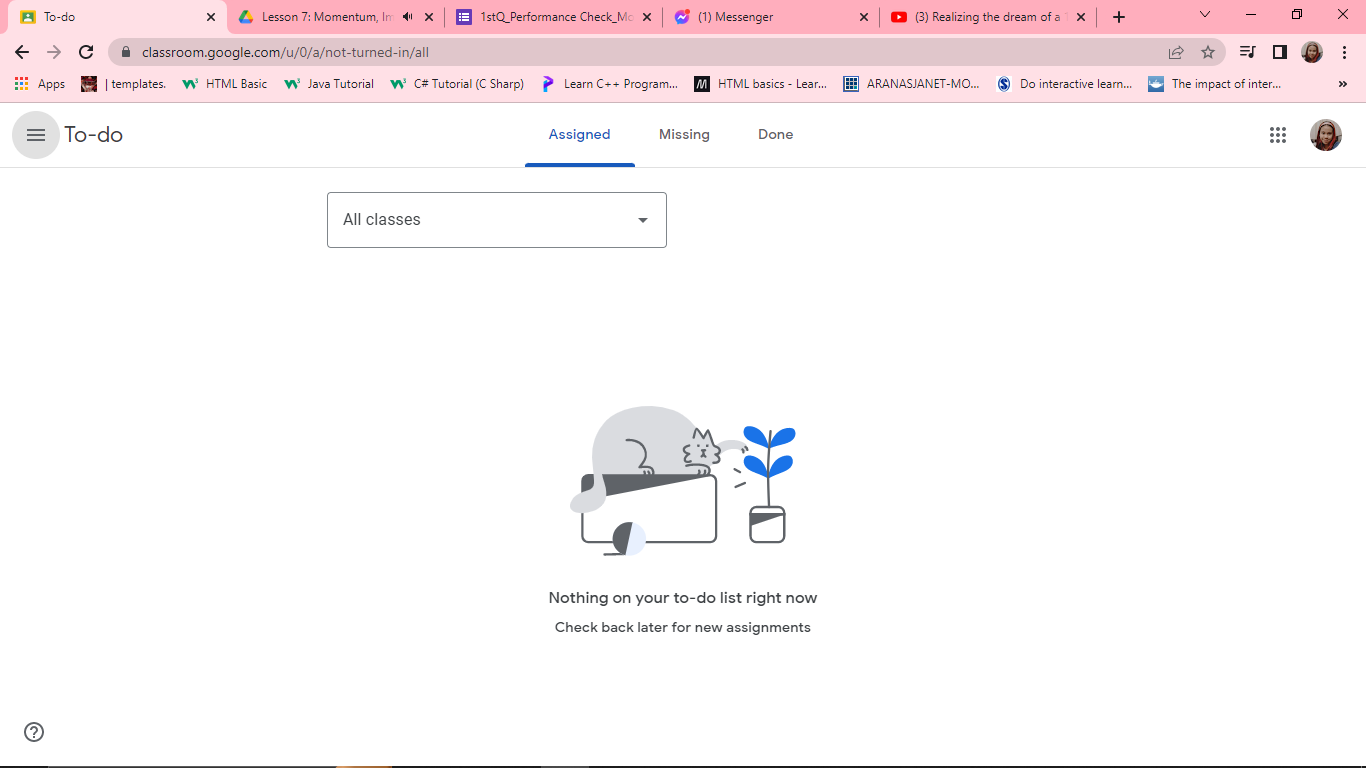 To-do
Lesson 7: Momentum, Im
1stQ_Performance Check_Mo
(1) Messenger
(3) Realizing the dream of a T
classroom.google.com/u/0/a/not-turned-in/all
Apps
| templates.
HTML Basic
Java Tutorial
C# Tutorial (C Sharp)
Learn C++ Program...
HTML basics - Lear...
ARANASJANET-MO...
Do interactive learn...
The impact of inter...
»
To-do
Assigned
Missing
Done
All classes
Nothing on your to-do list right now
Check back later for new assignments